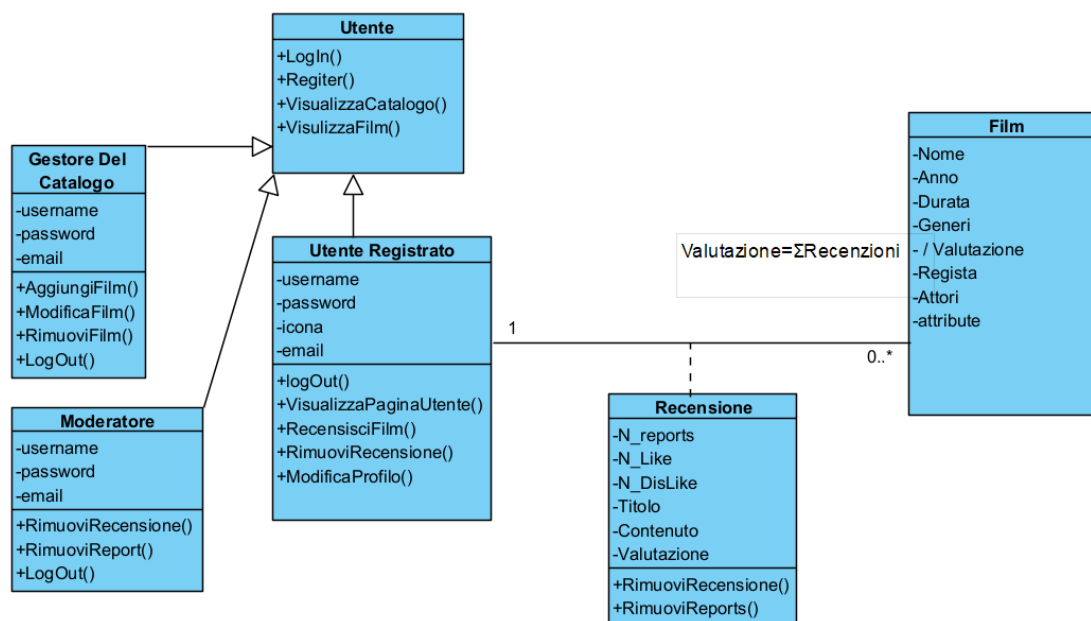 Utente
+LogIn()
+Regiter()
+VisualizzaCatalogo()
+VisulizzaFilm()
Gestore Del
Catalogo
-username
-password
-email
+AggiungiFilm()
+ModificaFilm()
+RimuoviFilm()
+LogOut()
Moderatore
-username
-password
-email
+RimuoviRecensione()
+RimuoviReport()
+LogOut()
Utente Registrato
-username
-password
-icona
-email
+logOut()
+VisualizzaPaginaUtente()
+RecensisciFilm()
+RimuoviRecensione()
+ModificaProfilo()
1
0..*
Valutazione=ΣRecenzioni
Recensione
-N_reports
-N_Like
-N_DisLike
-Titolo
-Contenuto
-Valutazione
+RimuoviRecensione()
+RimuoviReports()
Film
-Nome
-Anno
-Durata
-Generi
- / Valutazione
-Regista
-Attori
-attribute